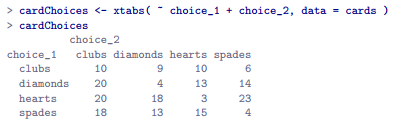 > cardChoices <- xtabs( ~ choice_1 + choice_2, data = cards )
> cardChoices
choice_2
choice_1 clubs diamonds hearts spades
clubs 10 9 10 6
diamonds 20 4 13 14
hearts 20 18 3 23
spades 18 13 15 4